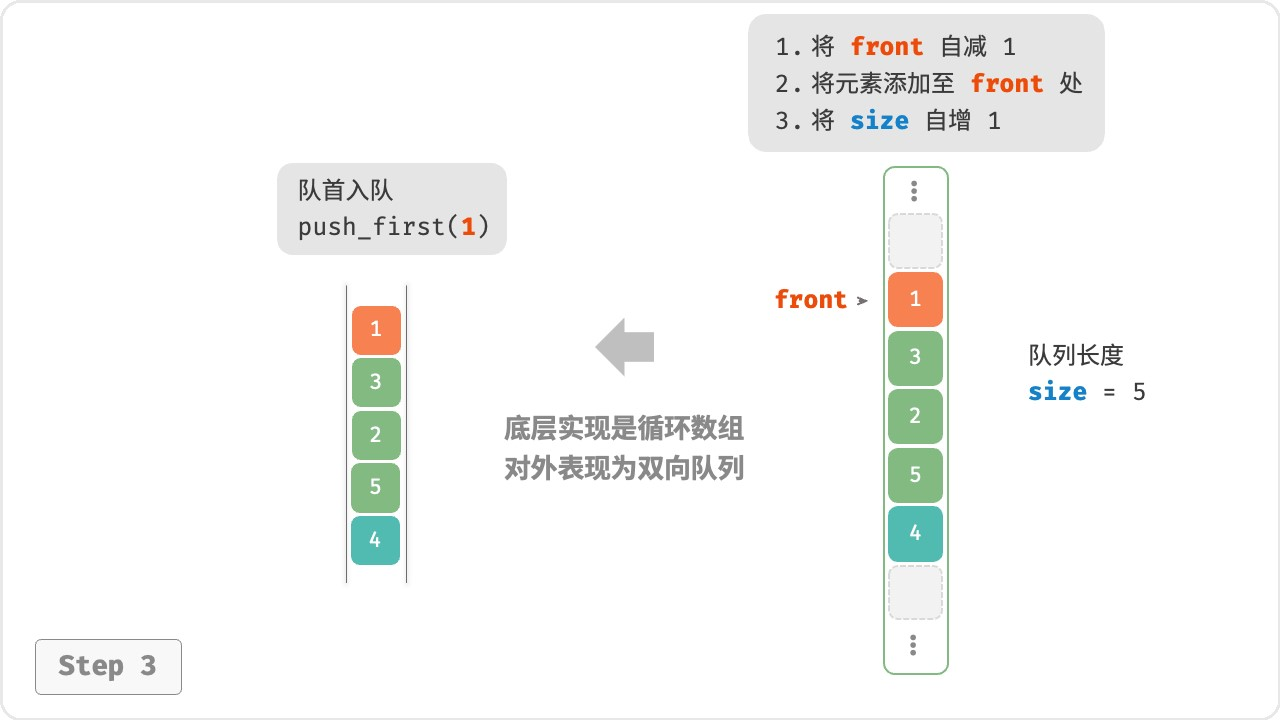 1. 将 front 自减 1
2. 将元素添加至 front 处
3. 将 size 自增 1
队首入队
push_first(1)
1
3
2
5
4
底层实现是循环数组
对外表现为双向队列
front ➤
1
3
2
5
4
队列长度
size = 5
Step 3